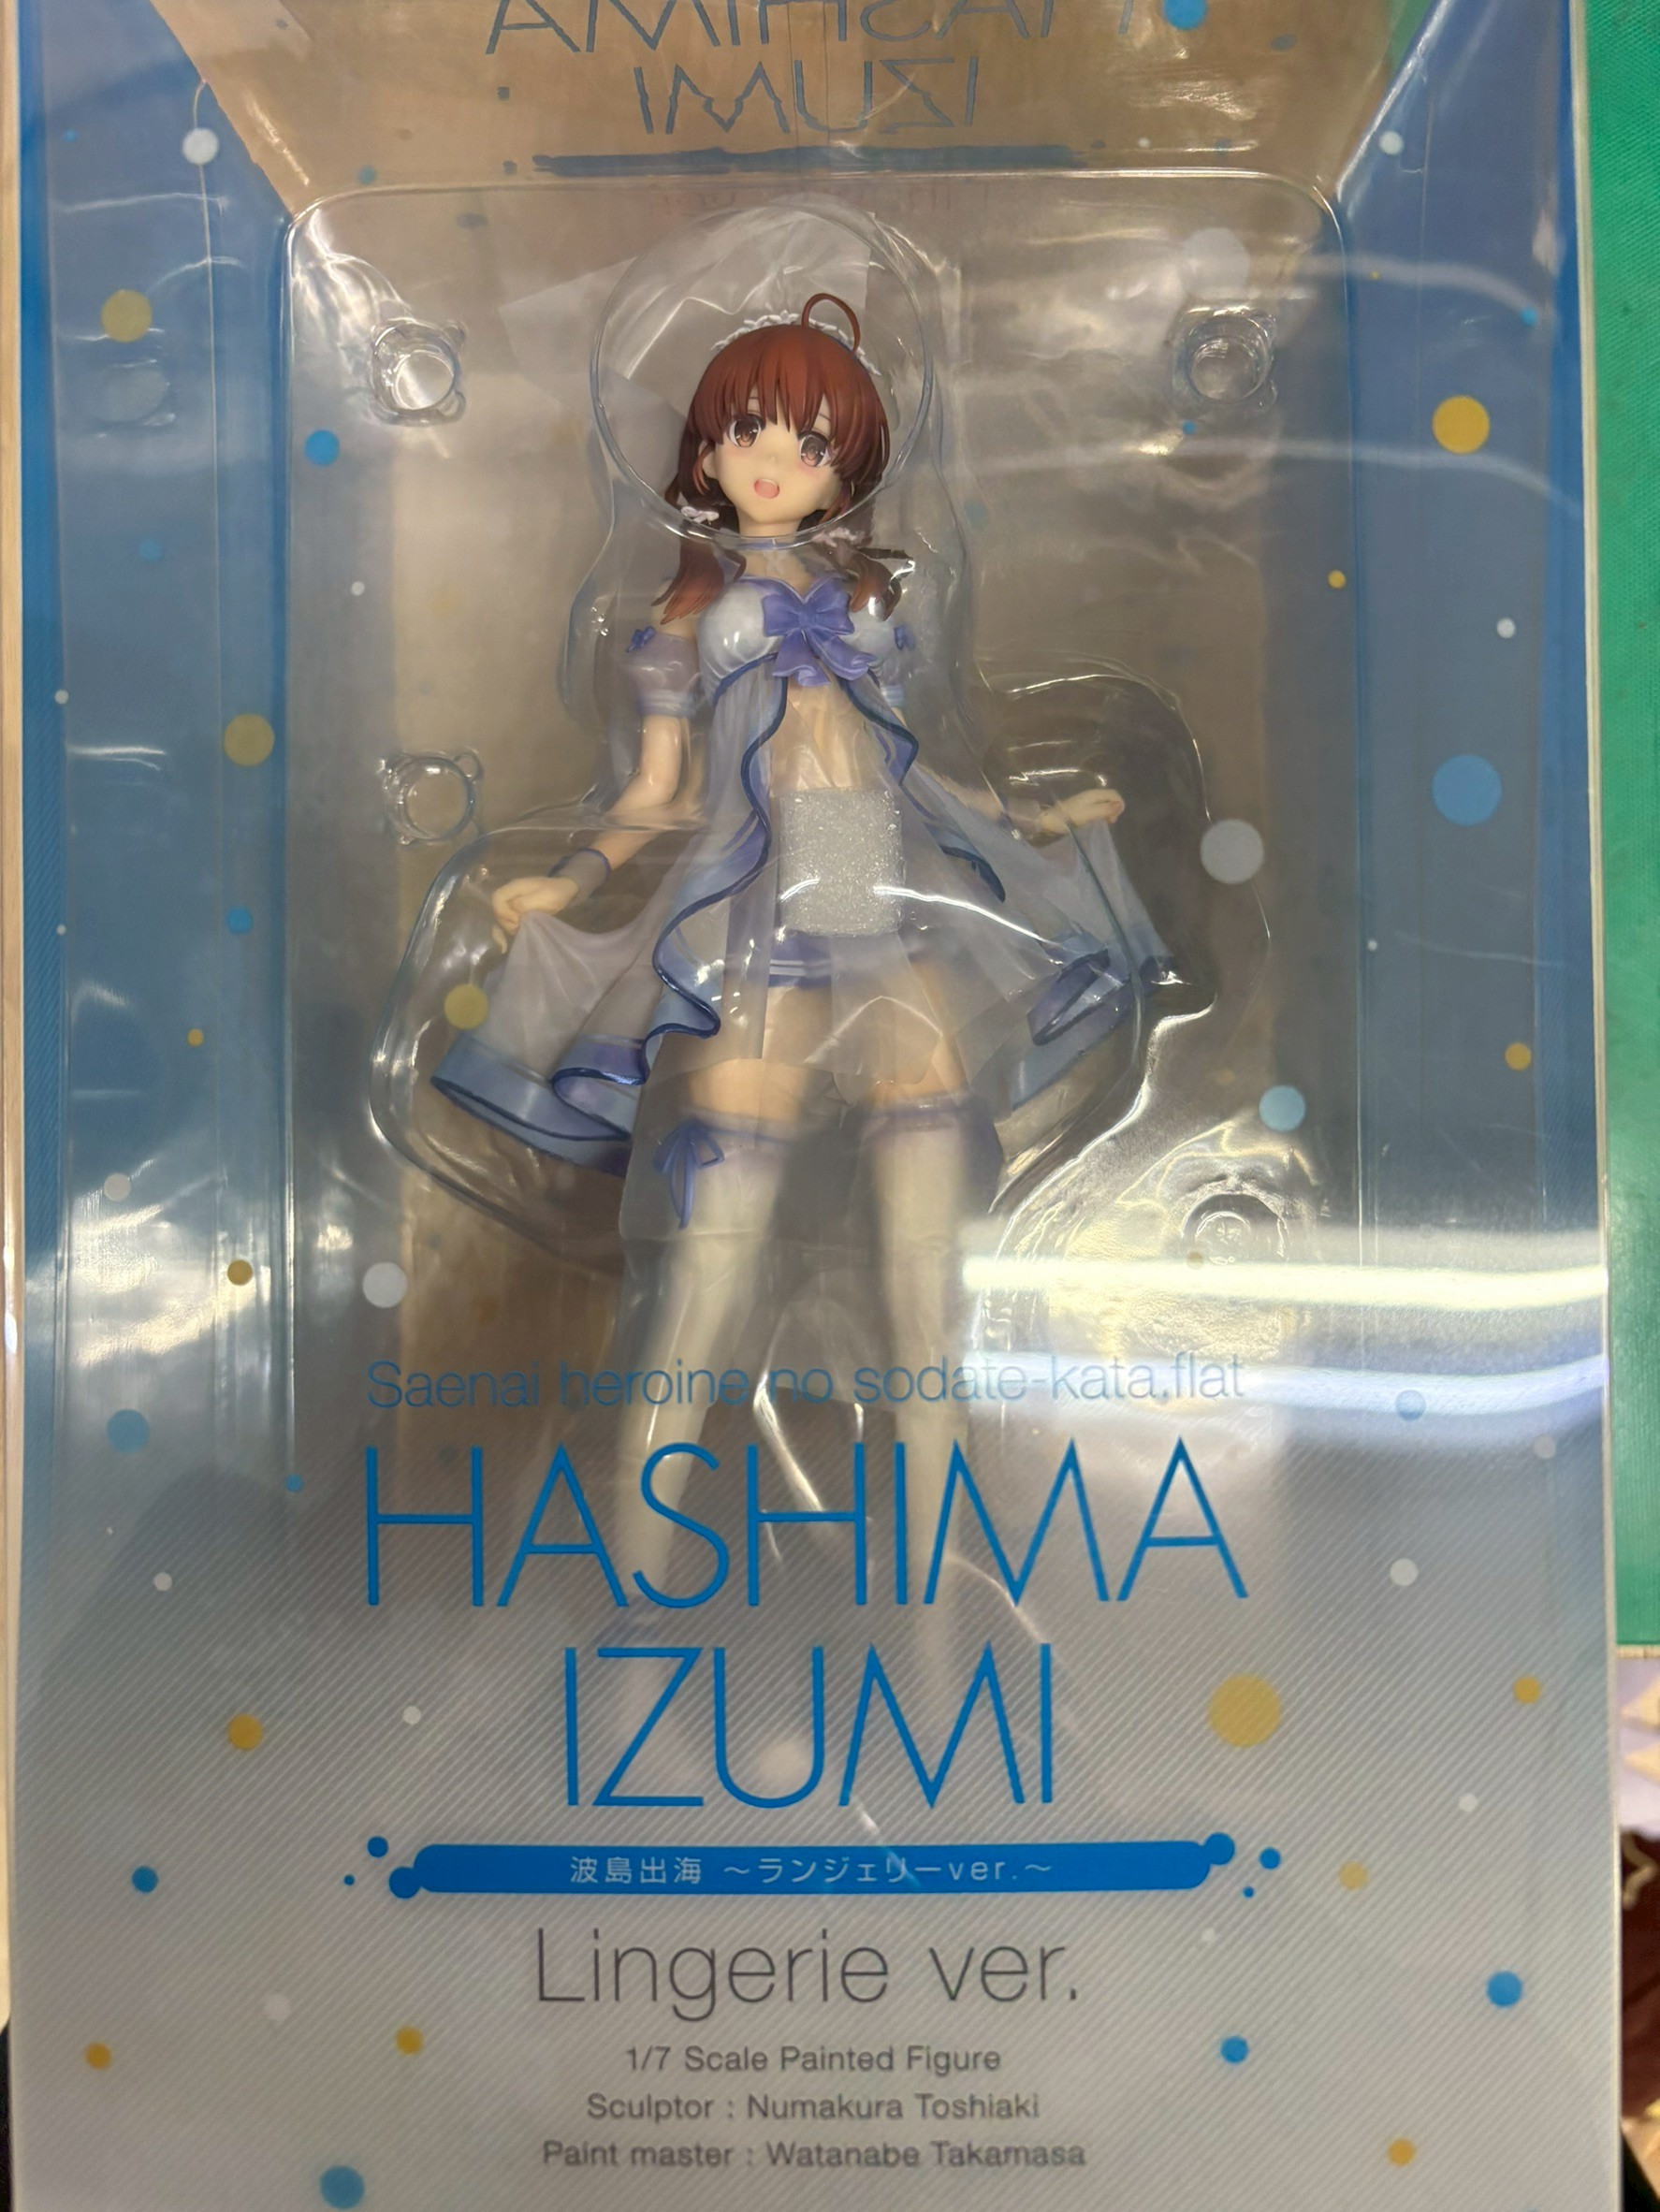 HASHIMA
IZUMI
Saenai heroine no sodate-kata.flat
HASHIMA
IZUMI
波島出海 ～ランジェリーver.～
Lingerie ver.
1/7 Scale Painted Figure
Sculptor : Numakura Toshiaki
Paint master : Watanabe Takamasa